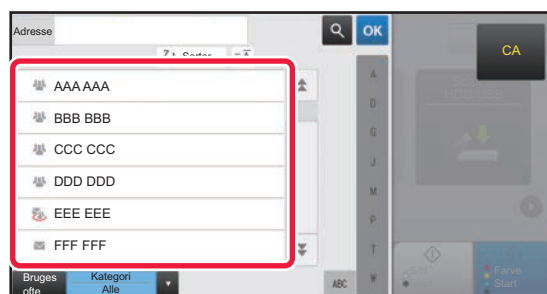 Adresse
OK
CA
Sorter
A
AAA AAA
D
BBB BBB
G
CCC CCC
J
DDD DDD
M
EEE EEE
P
FFF FFF
T
Bruges ofte
Kategori
Alle
ABC
W
Farve
Start